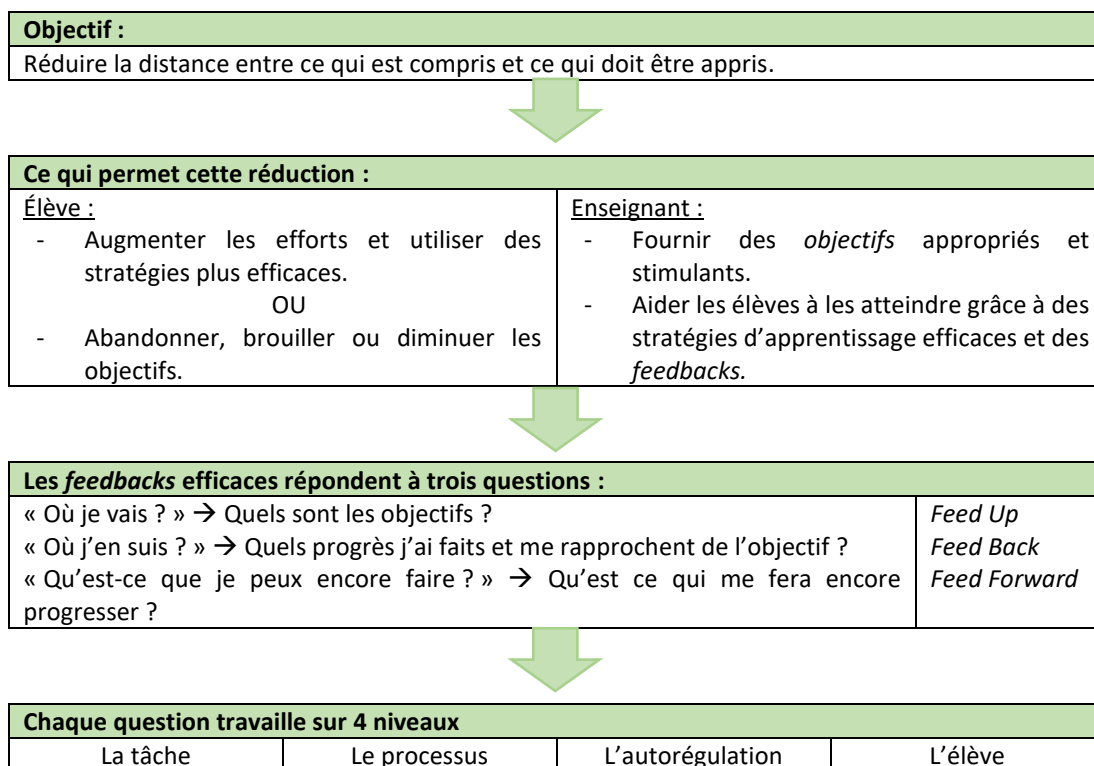 Objectif :
Réduire la distance entre ce qui est compris et ce qui doit être appris.
Ce qui permet cette réduction :
Élève :
- Augmenter les efforts et utiliser des
stratégies plus efficaces.
OU
- Abandonner, brouiller ou diminuer les
objectifs.
Enseignant :
- Fournir des objectifs appropriés et
stimulants.
- Aider les élèves à les atteindre grâce à des
stratégies d’apprentissage efficaces et des
feedbacks.
Les feedbacks efficaces répondent à trois questions :
« Où je vais ? » → Quels sont les objectifs ?
« Où j’en suis ? » → Quels progrès j’ai faits et me rapprochent de l’objectif ?
« Qu’est-ce que je peux encore faire ? » → Qu’est ce qui me fera encore
progresser ?
Feed Up
Feed Back
Feed Forward
Chaque question travaille sur 4 niveaux
La tâche Le processus L’autorégulation L’élève